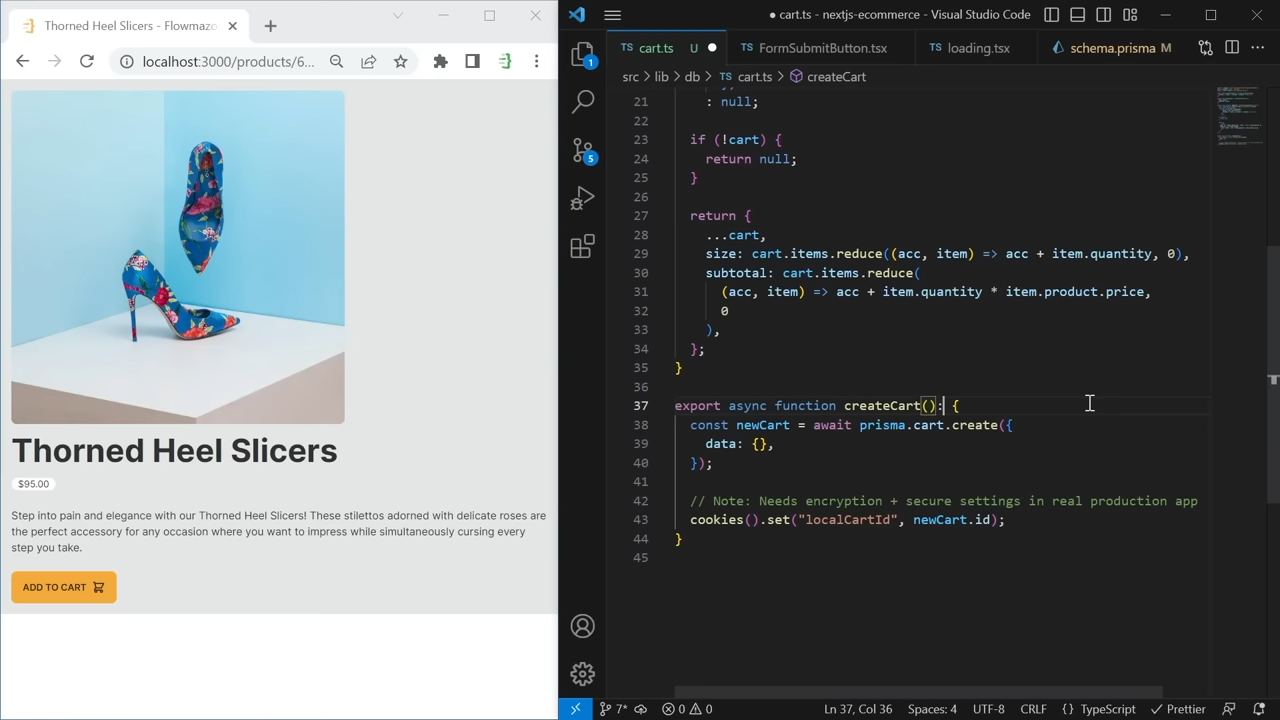 Thorned Heel Slicers - Flowmazo
localhost:3000/products/6...
Thorned Heel Slicers
$95.00
Step into pain and elegance with our Thorned Heel Slicers! These stilettos adorned with delicate roses are
the perfect accessory for any occasion where you want to impress while simultaneously cursing every
step you take.
ADD TO CART
● cart.ts - nextjs-ecommerce - Visual Studio Code
TS cart.ts U ● TS FormSubmitButton.tsx TS loading.tsx schema.prisma M
src > lib > db > TS cart.ts > createCart
1
5
21 : null;
22
23 if (!cart) {
24 return null;
25 }
26
27 return {
28 ...cart,
29 size: cart.items.reduce((acc, item) => acc + item.quantity, 0),
30 subtotal: cart.items.reduce(
31 (acc, item) => acc + item.quantity * item.product.price,
32 0
33 ),
34 };
35 }
36
37 export async function createCart(): {
38 const newCart = await prisma.cart.create({
39 data: {},
40 });
41
42 // Note: Needs encryption + secure settings in real production app
43 cookies().set("localCartId", newCart.id);
44 }
45
7* 0 0 Ln 37, Col 36 Spaces: 4 UTF-8 CRLF {} TypeScript Prettier